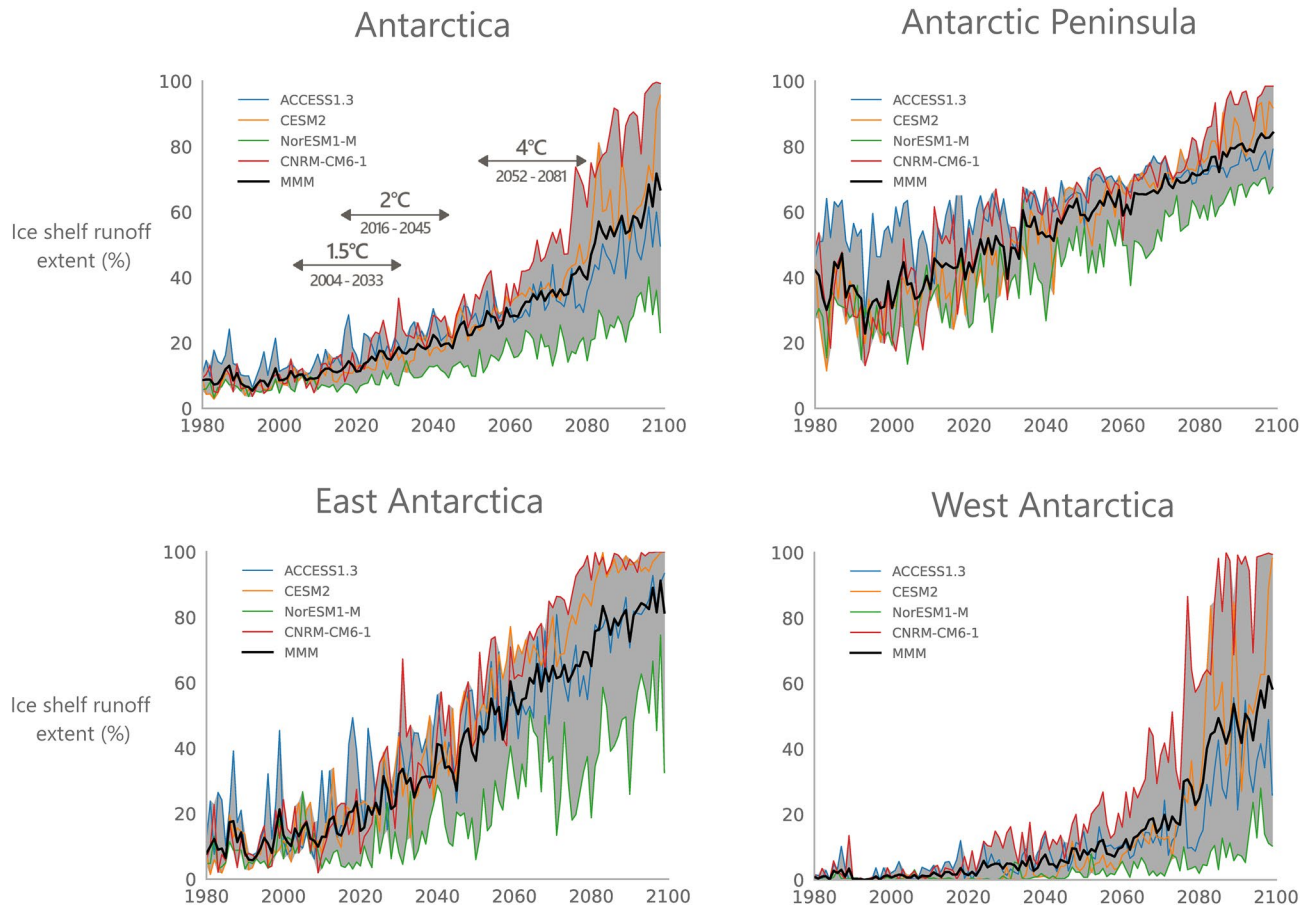 Antarctica
100
80
60
40
20
0
Ice shelf runoff
extent (%)
ACCESS1.3
CESM2
NorESM1-M
CNRM-CM6-1
MMM
4°C
2052 - 2081
2°C
2016 - 2045
1.5°C
2004 - 2033
1980 2000 2020 2040 2060 2080 2100
Antarctic Peninsula
100
80
60
40
20
0
ACCESS1.3
CESM2
NorESM1-M
CNRM-CM6-1
MMM
1980 2000 2020 2040 2060 2080 2100
East Antarctica
100
80
60
40
20
0
Ice shelf runoff
extent (%)
ACCESS1.3
CESM2
NorESM1-M
CNRM-CM6-1
MMM
1980 2000 2020 2040 2060 2080 2100
West Antarctica
100
80
60
40
20
0
ACCESS1.3
CESM2
NorESM1-M
CNRM-CM6-1
MMM
1980 2000 2020 2040 2060 2080 2100